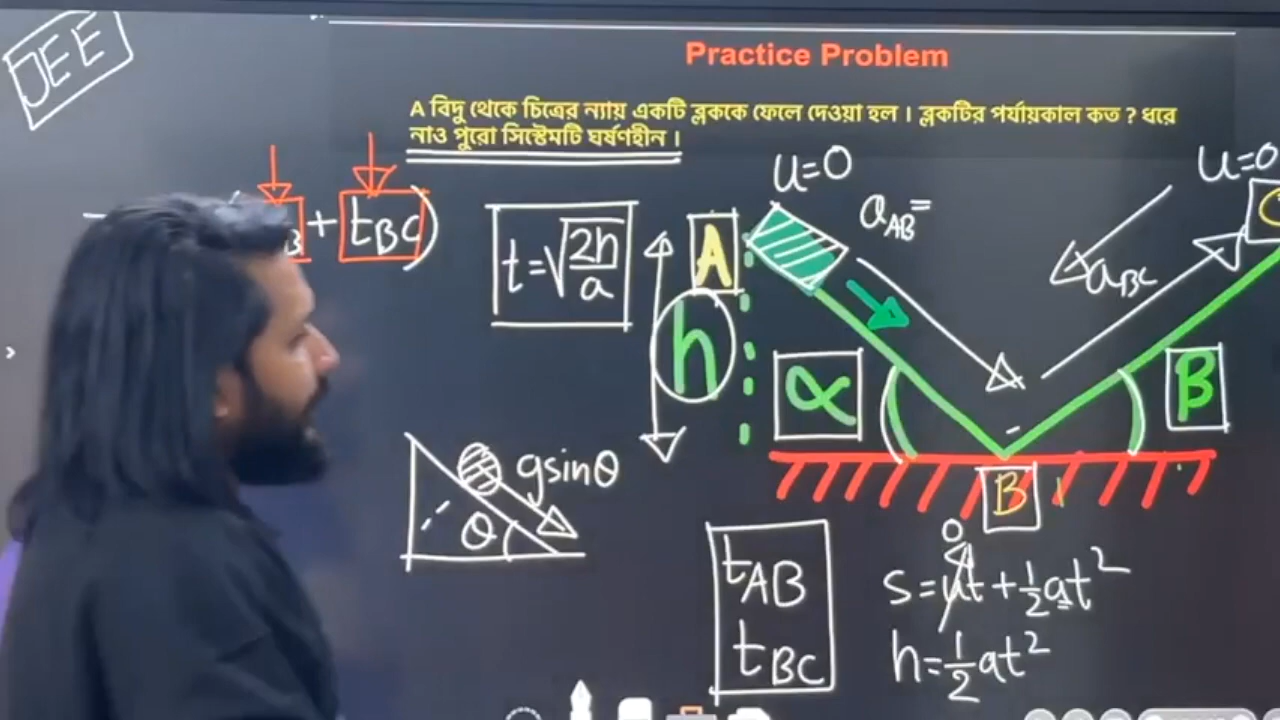 JEE
Practice Problem
A বিদু থেকে চিত্রের ন্যায় একটি ব্লককে ফেলে দেওয়া হল । ব্লকটির পর্যায়কাল কত ? ধরে
নাও পুরো সিস্টেমটি ঘর্ষণহীন ।
+ tBC)
t=√2h/a
A
h
u=0
aAB=
aBC
u=0
α
β
B
gsinθ
θ
tAB
tBC
0
s=ut+½at²
h=½at²